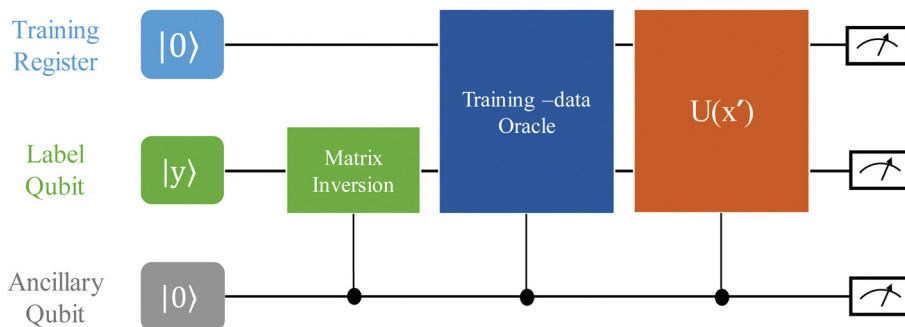 Training
Register
|0⟩
Training –data
Oracle
U(x′)
Label
Qubit
|y⟩
Matrix
Inversion
Ancillary
Qubit
|0⟩